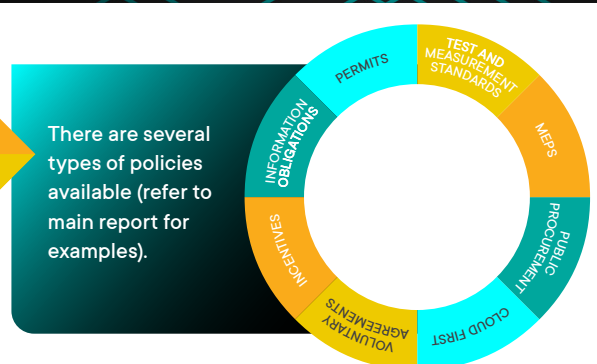 There are several
types of policies
available (refer to
main report for
examples).
PERMITS
TEST AND
MEASUREMENT
STANDARDS
MEPS
PUBLIC
PROCUREMENT
CLOUD FIRST
VOLUNTARY
AGREEMENTS
INCENTIVES
INFORMATION
OBLIGATIONS